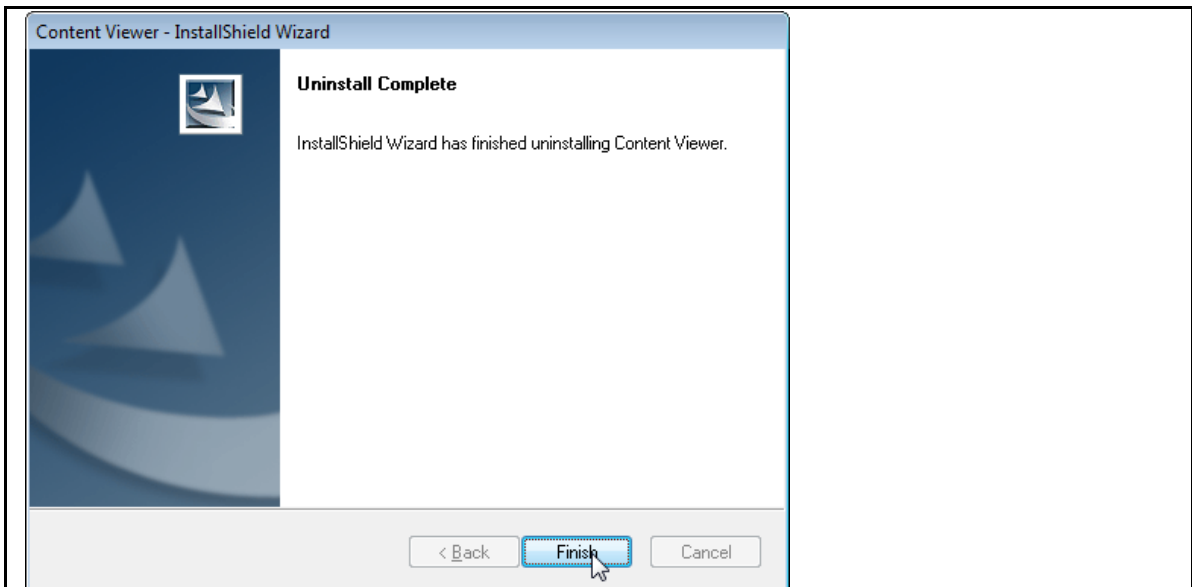 Content Viewer - InstallShield Wizard
Uninstall Complete
InstallShield Wizard has finished uninstalling Content Viewer.
< Back
Finish
Cancel